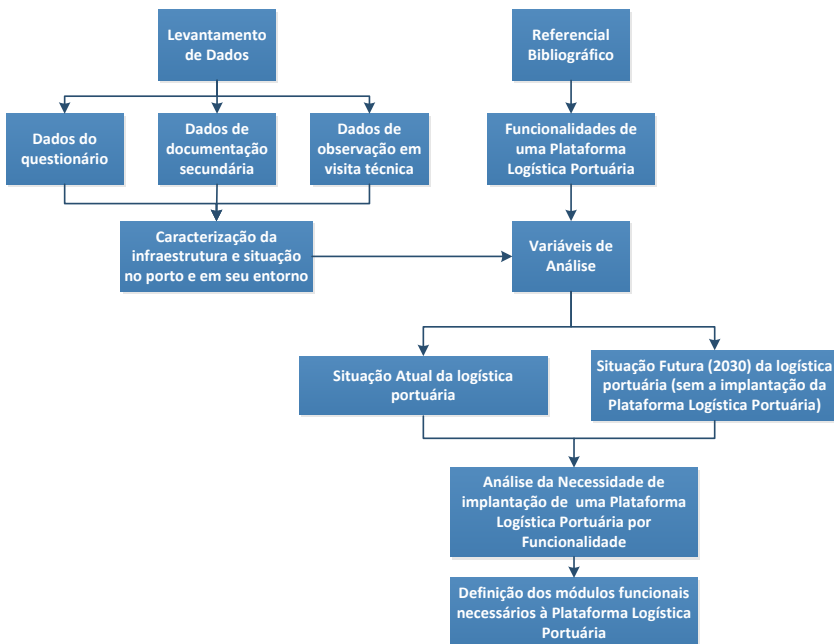 Levantamento
de Dados
Referencial
Bibliográfico
Dados do
questionário
Dados de
documentação
secundária
Dados de
observação em
visita técnica
Funcionalidades de
uma Plataforma
Logística Portuária
Caracterização da
infraestrutura e situação
no porto e em seu entorno
Variáveis de
Análise
Situação Atual da logística
portuária
Situação Futura (2030) da logística
portuária (sem a implantação da
Plataforma Logística Portuária)
Análise da Necessidade de
implantação de uma Plataforma
Logística Portuária por
Funcionalidade
Definição dos módulos funcionais
necessários à Plataforma Logística
Portuária